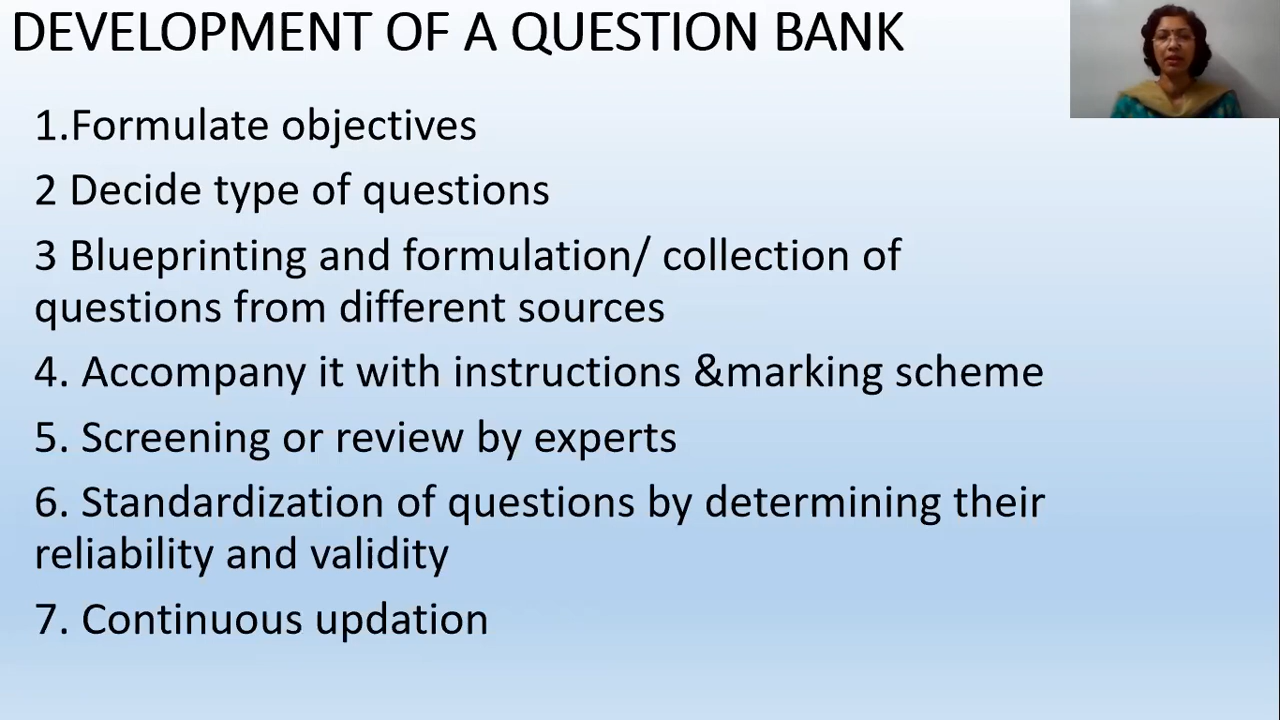 DEVELOPMENT OF A QUESTION BANK
1.Formulate objectives
2 Decide type of questions
3 Blueprinting and formulation/ collection of
questions from different sources
4. Accompany it with instructions &marking scheme
5. Screening or review by experts
6. Standardization of questions by determining their
reliability and validity
7. Continuous updation